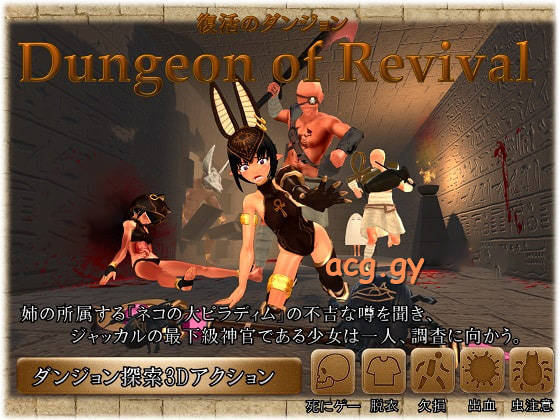 復活のダンジョン
Dungeon of Revival
acg.gy
姉の所属する『ネコの大ピラディム』の不吉な噂を聞き、
ジャッカルの最下級神官である少女は一人、調査に向かう。
ダンジョン探索3Dアクション
死にゲー 脱衣 欠損 出血 虫注意